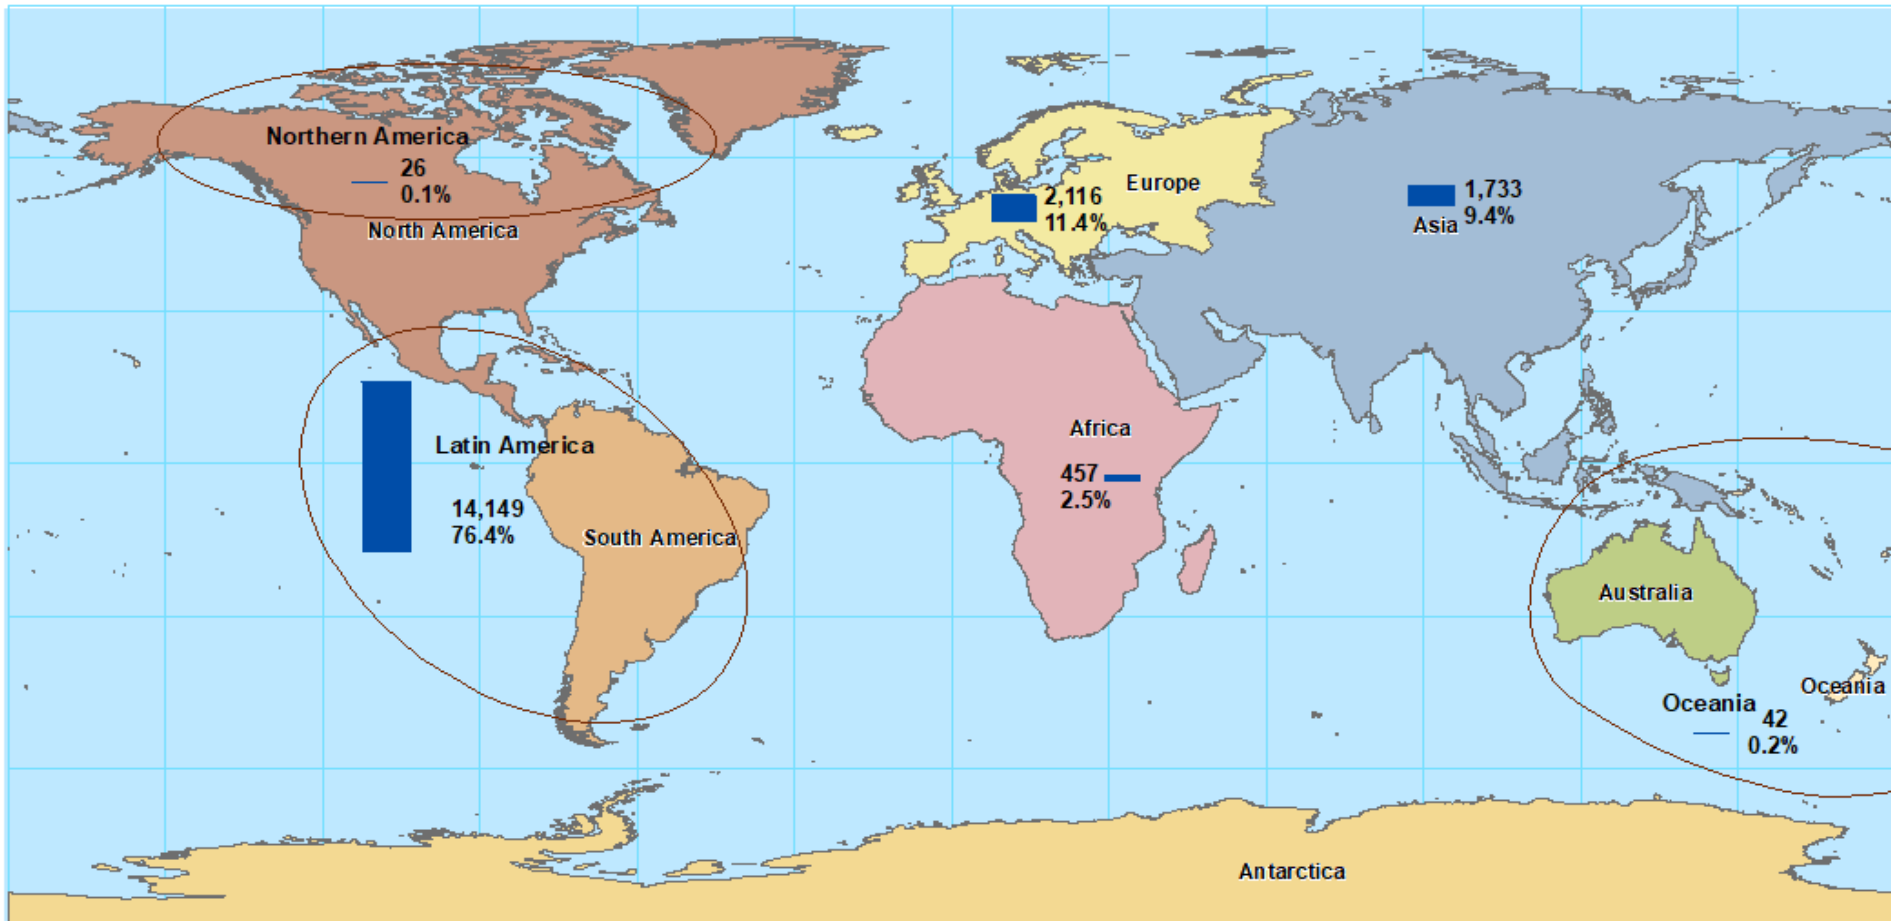 Northern America
26
0.1%
North America
2,116
11.4%
Europe
1,733
9.4%
Asia
Latin America
14,149
76.4%
South America
Africa
457
2.5%
Australia
Oceania
Oceania
42
0.2%
Antarctica